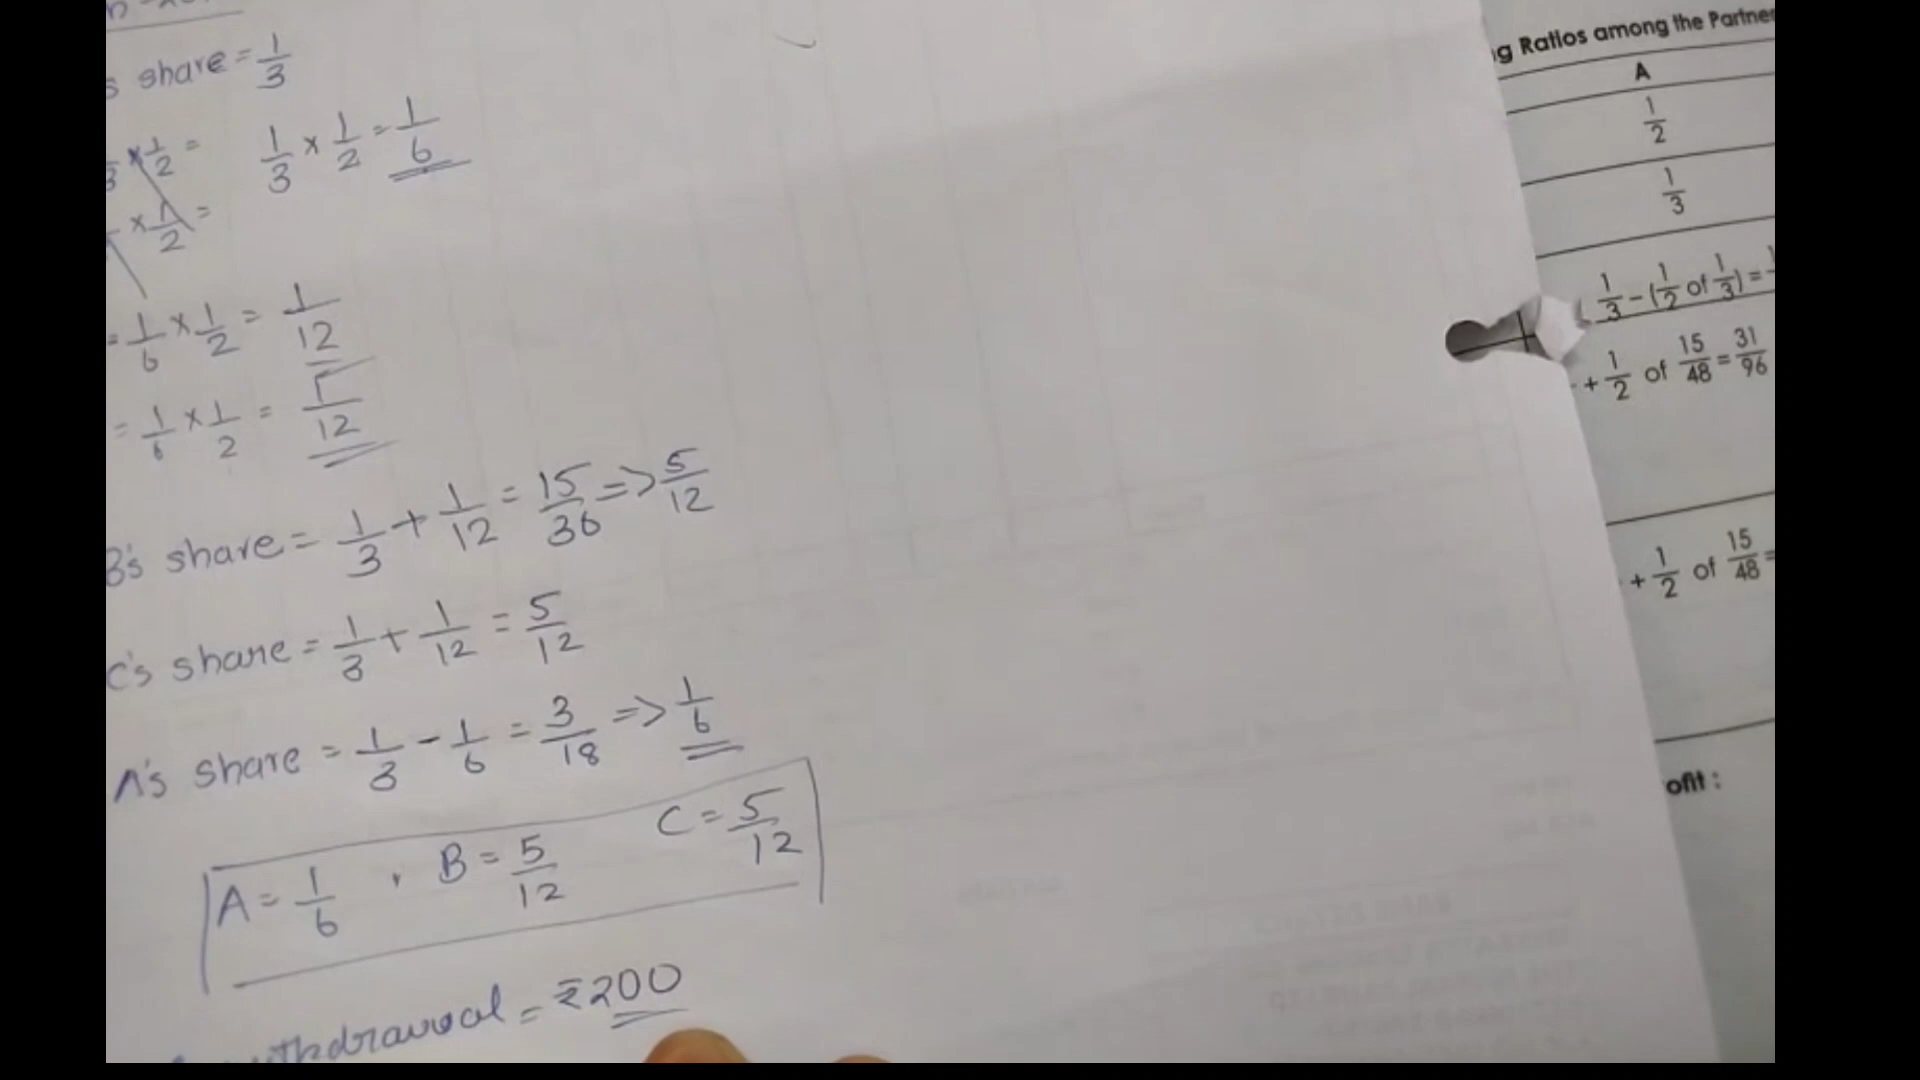 s share = 1/3
× 1/2 = 1/3 × 1/2 = 1/6
× 1/2 =
= 1/6 × 1/2 = 1/12
= 1/6 × 1/2 = 1/12
B's share = 1/3 + 1/12 = 15/36 => 5/12
C's share = 1/3 + 1/12 = 5/12
A's share = 1/3 - 1/6 = 3/18 => 1/6
A = 1/6 , B = 5/12 C = 5/12
= ₹200
Ratios among the
A
1/2
1/3
1/3 - (1/2 of 1/3) =
+ 1/2 of 15/48 = 31/96
+ 1/2 of 15/48 =
ofit :